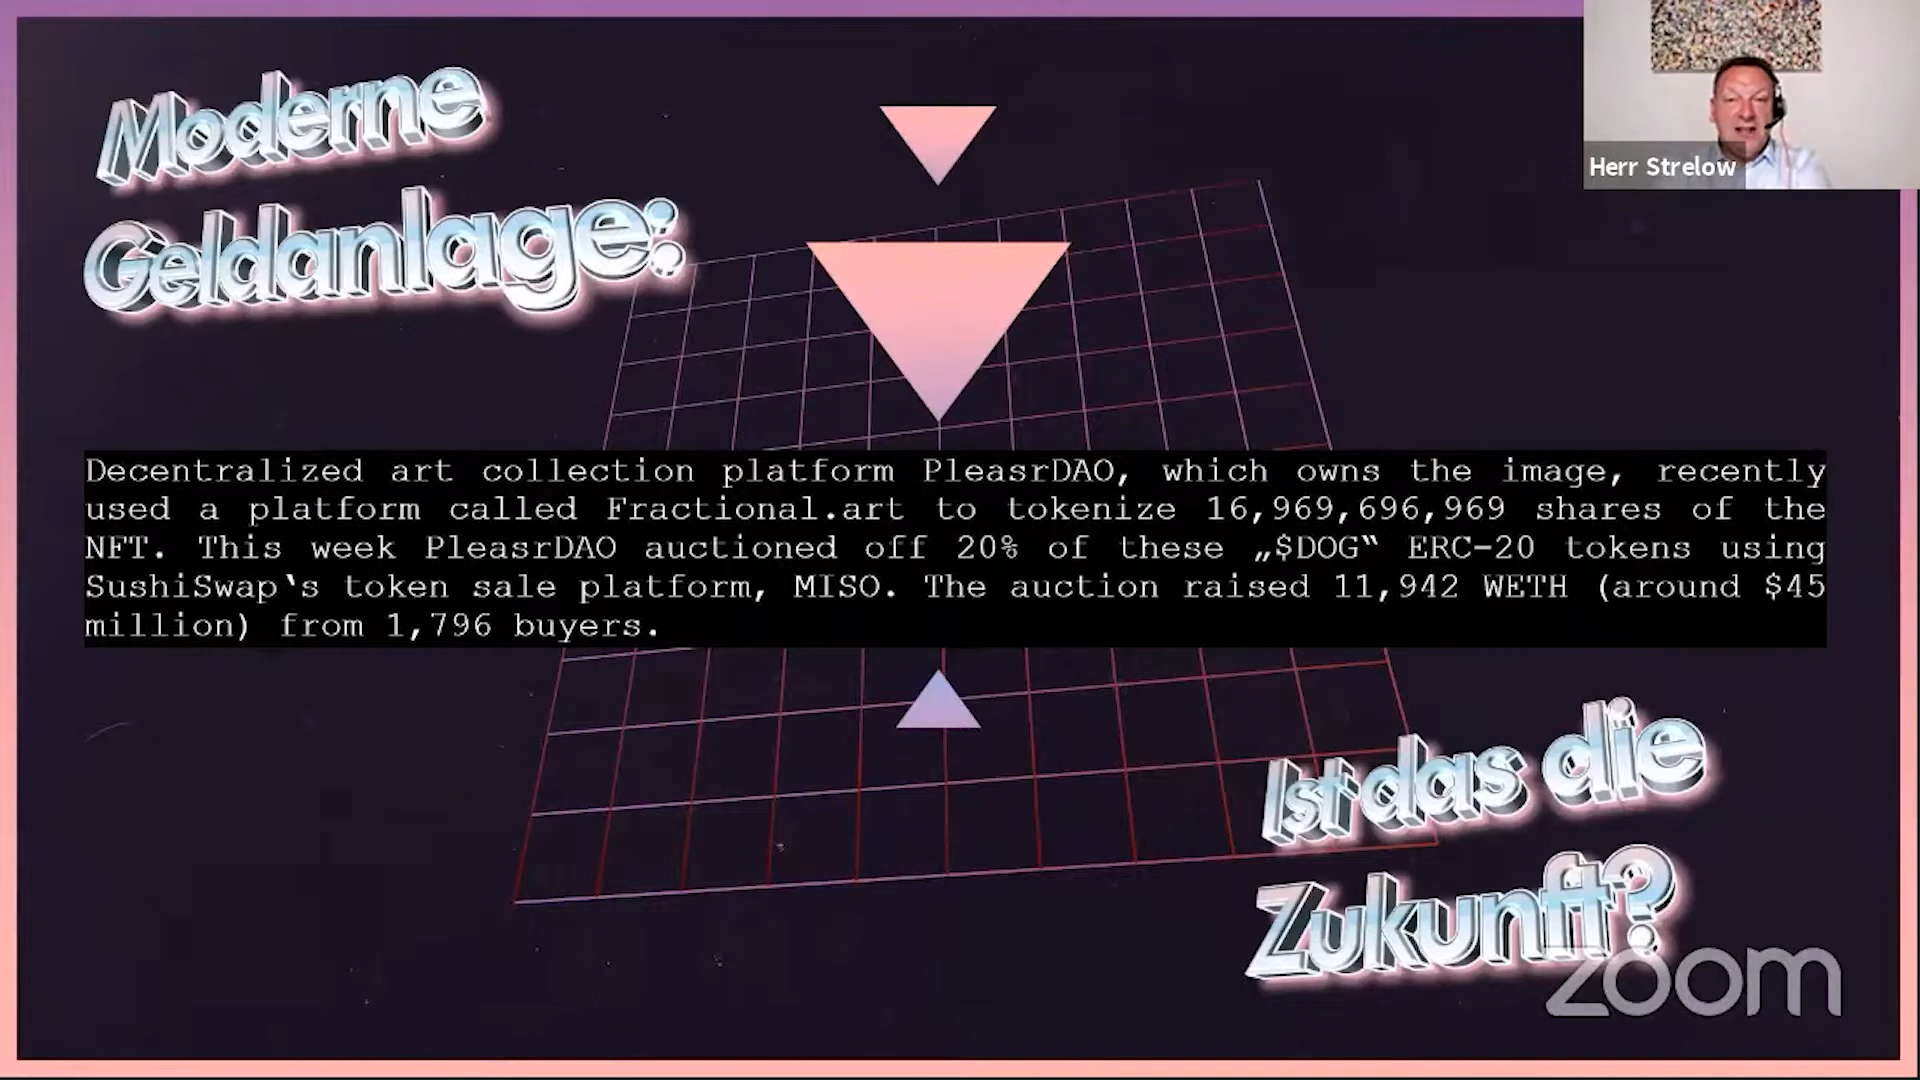 Moderne
Geldanlage:
Herr Strelow
Decentralized art collection platform PleasrDAO, which owns the image, recently
used a platform called Fractional.art to tokenize 16,969,696,969 shares of the
NFT. This week PleasrDAO auctioned off 20% of these „$DOG‟ ERC-20 tokens using
SushiSwap‛s token sale platform, MISO. The auction raised 11,942 WETH (around $45
million) from 1,796 buyers.
Ist das die
Zukunft?
zoom